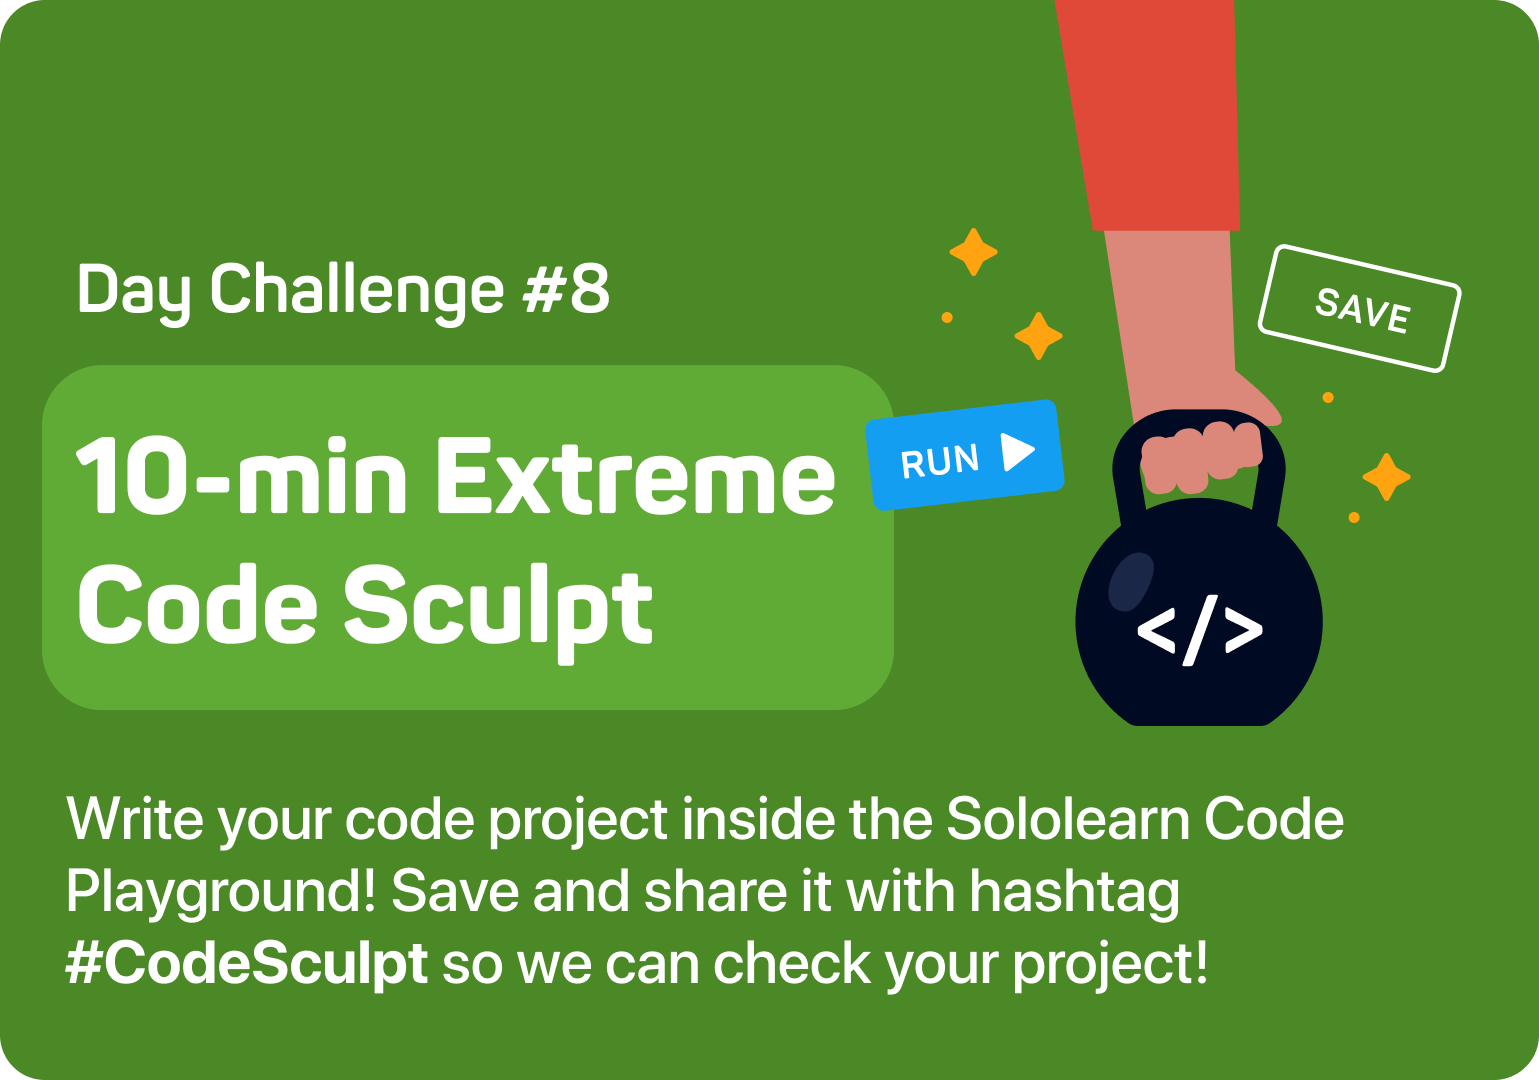 Day Challenge #8
10-min Extreme
Code Sculpt
RUN
SAVE
</>
Write your code project inside the Sololearn Code
Playground! Save and share it with hashtag
#CodeSculpt so we can check your project!